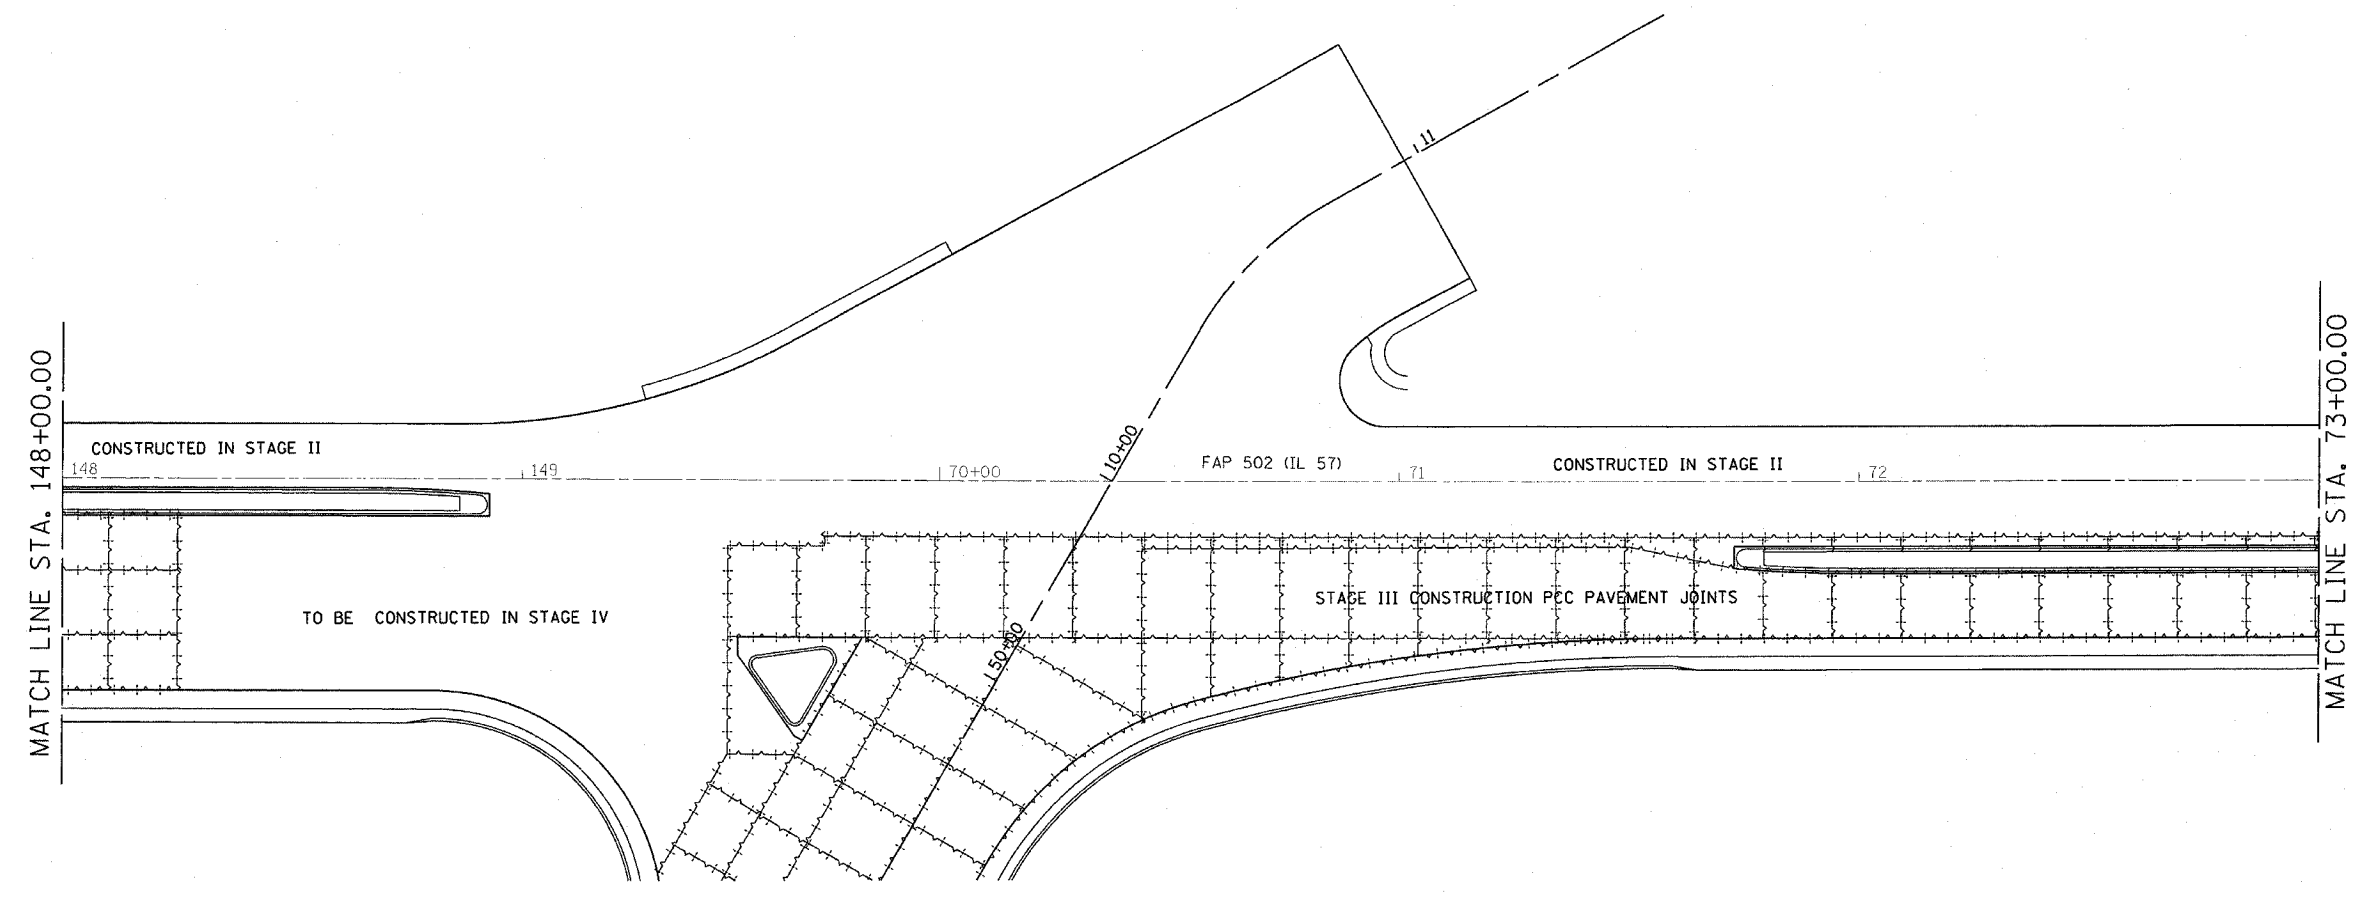 11
MATCH LINE STA. 148+00.00
MATCH LINE STA. 73+00.00
CONSTRUCTED IN STAGE II
10+00
FAP 502 (IL 57)
CONSTRUCTED IN STAGE II
148
149
70+00
71
72
STAGE III CONSTRUCTION PCC PAVEMENT JOINTS
TO BE CONSTRUCTED IN STAGE IV
50+00